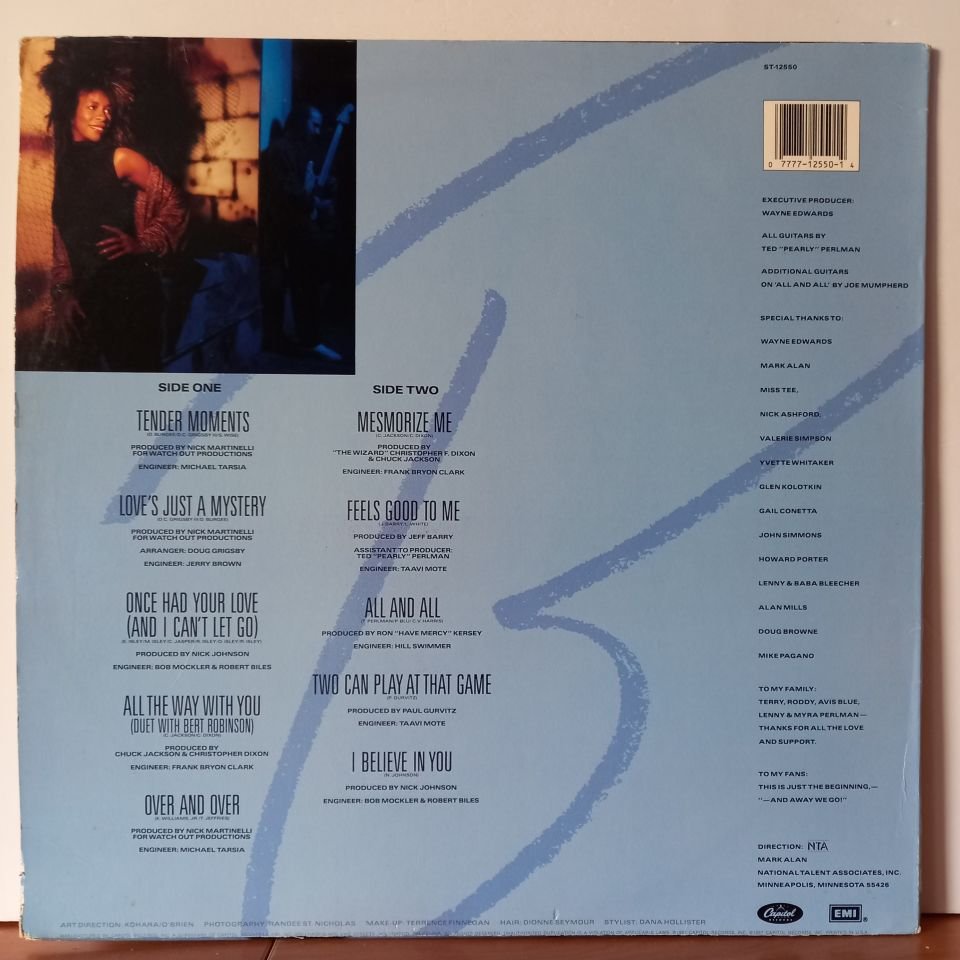 SIDE ONE
TENDER MOMENTS
PRODUCED BY NICK MARTINELLI
FOR WATCH OUT PRODUCTIONS
ENGINEER: MICHAEL TARSIA
LOVE'S JUST A MYSTERY
PRODUCED BY NICK MARTINELLI
FOR WATCH OUT PRODUCTIONS
ARRANGER: DOUG GRIGSBY
ENGINEER: JERRY BROWN
ONCE HAD YOUR LOVE
(AND I CAN'T LET GO)
PRODUCED BY NICK JOHNSON
ENGINEER: BOB MOCKLER & ROBERT BILES
ALL THE WAY WITH YOU
(DUET WITH BERT ROBINSON)
(C. JACKSON/C. DIXON)
PRODUCED BY
CHUCK JACKSON & CHRISTOPHER DIXON
ENGINEER: FRANK BRYON CLARK
OVER AND OVER
PRODUCED BY NICK MARTINELLI
FOR WATCH OUT PRODUCTIONS
ENGINEER: MICHAEL TARSIA
SIDE TWO
MESMORIZE ME
(C. JACKSON/C. DIXON)
PRODUCED BY
"THE WIZARD" CHRISTOPHER F. DIXON
& CHUCK JACKSON
ENGINEER: FRANK BRYON CLARK
FEELS GOOD TO ME
PRODUCED BY JEFF BARRY
ASSISTANT TO PRODUCER:
TED "PEARLY" PERLMAN
ENGINEER: TAAVI MOTE
ALL AND ALL
PRODUCED BY RON "HAVE MERCY" KERSEY
ENGINEER: HILL SWIMMER
TWO CAN PLAY AT THAT GAME
(P. GURVITZ)
PRODUCED BY PAUL GURVITZ
ENGINEER: TAAVI MOTE
I BELIEVE IN YOU
(N. JOHNSON)
PRODUCED BY NICK JOHNSON
ENGINEER: BOB MOCKLER & ROBERT BILES
ST-12550
0 7777-12550-1 4
EXECUTIVE PRODUCER:
WAYNE EDWARDS
ALL GUITARS BY
TED "PEARLY" PERLMAN
ADDITIONAL GUITARS
ON 'ALL AND ALL' BY JOE MUMPHERD
SPECIAL THANKS TO:
WAYNE EDWARDS
MARK ALAN
MISS TEE,
NICK ASHFORD,
VALERIE SIMPSON
YVETTE WHITAKER
GLEN KOLOTKIN
GAIL CONETTA
JOHN SIMMONS
HOWARD PORTER
LENNY & BABA BLEECHER
ALAN MILLS
DOUG BROWNE
MIKE PAGANO
TO MY FAMILY:
TERRY, RODDY, AVIS BLUE,
LENNY & MYRA PERLMAN—
THANKS FOR ALL THE LOVE
AND SUPPORT.
TO MY FANS:
THIS IS JUST THE BEGINNING,—
"—AND AWAY WE GO!"
DIRECTION: NTA
MARK ALAN
NATIONAL TALENT ASSOCIATES, INC.
MINNEAPOLIS, MINNESOTA 55426
Capitol RECORDS EMI ®
ART DIRECTION: KOHARA/O'BRIEN PHOTOGRAPHY: RANDEE ST. NICHOLAS MAKE-UP: TERRENCE FINNEGAN HAIR: DIONNE SEYMOUR STYLIST: DANA HOLLISTER